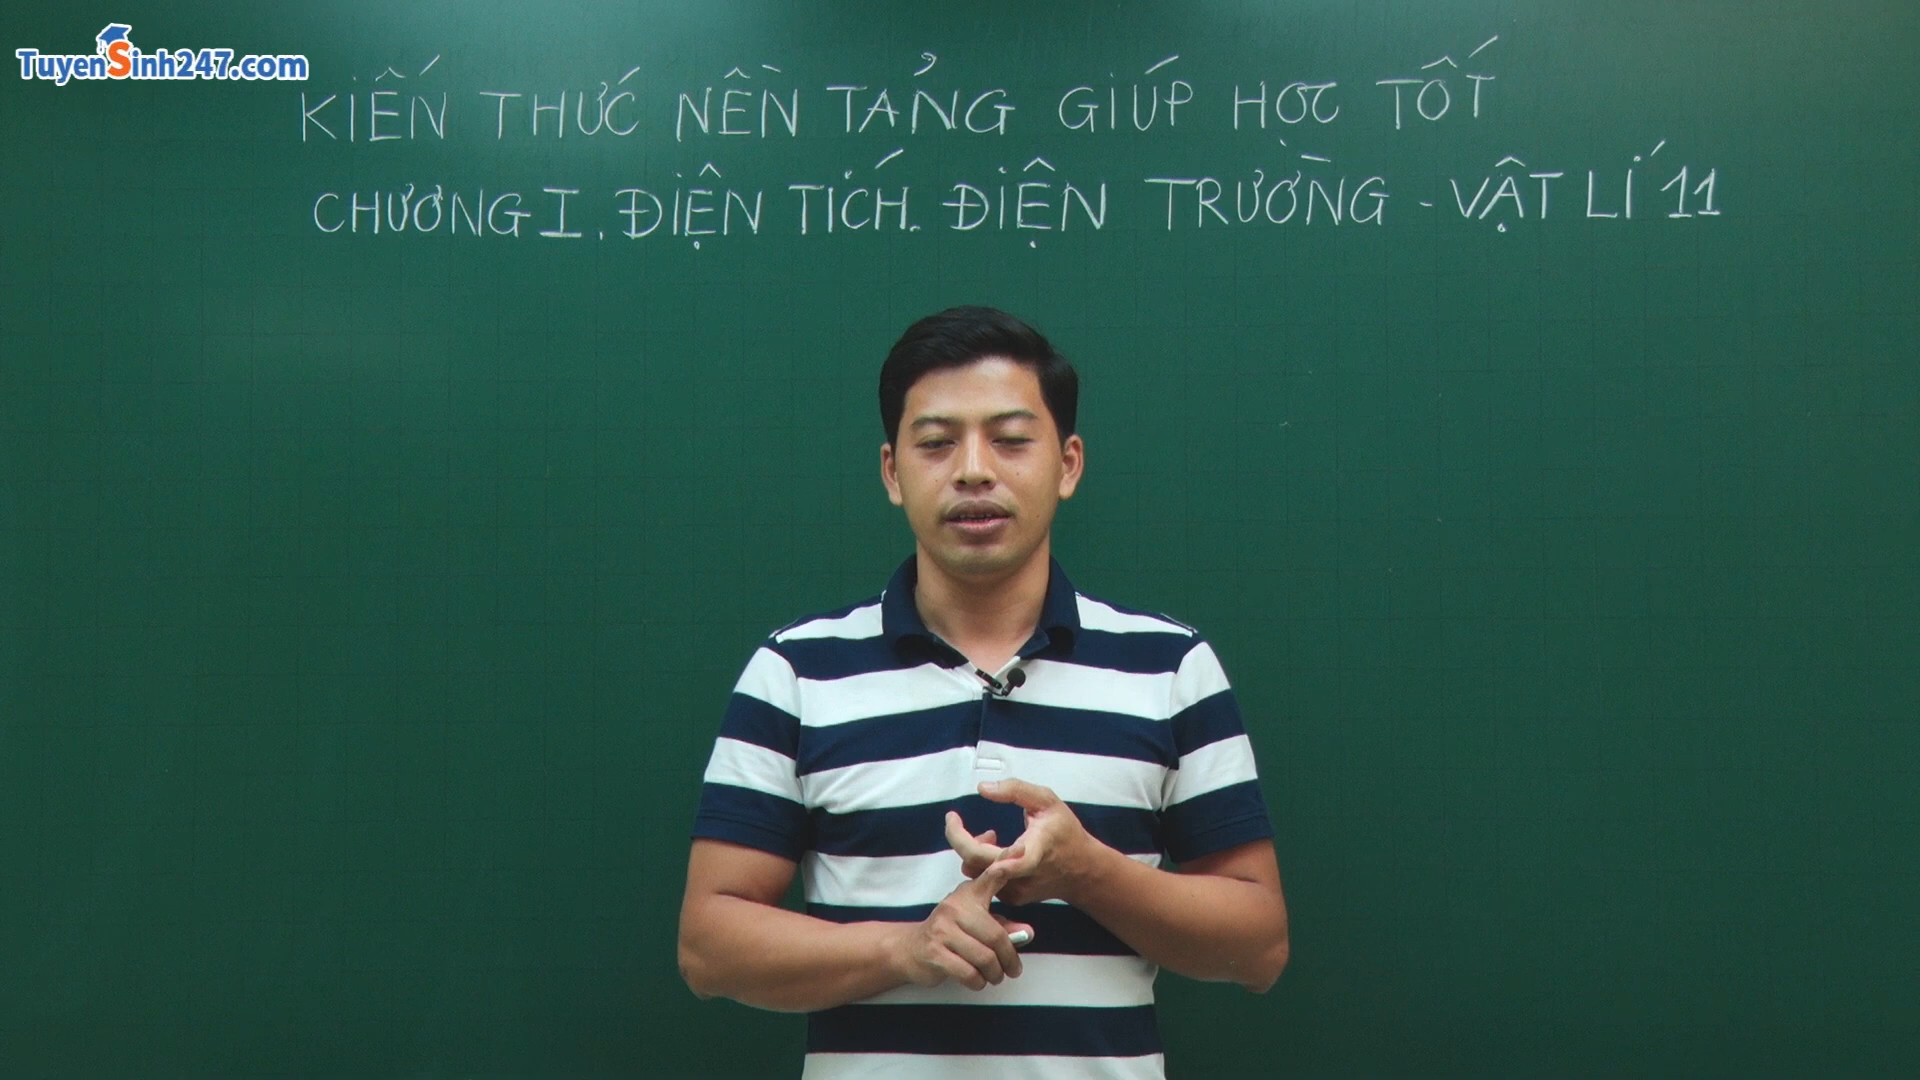 TuyenSinh247.com
KIẾN THỨC NỀN TẢNG GIÚP HỌC TỐT
CHƯƠNG I. ĐIỆN TÍCH. ĐIỆN TRƯỜNG - VẬT LÍ 11